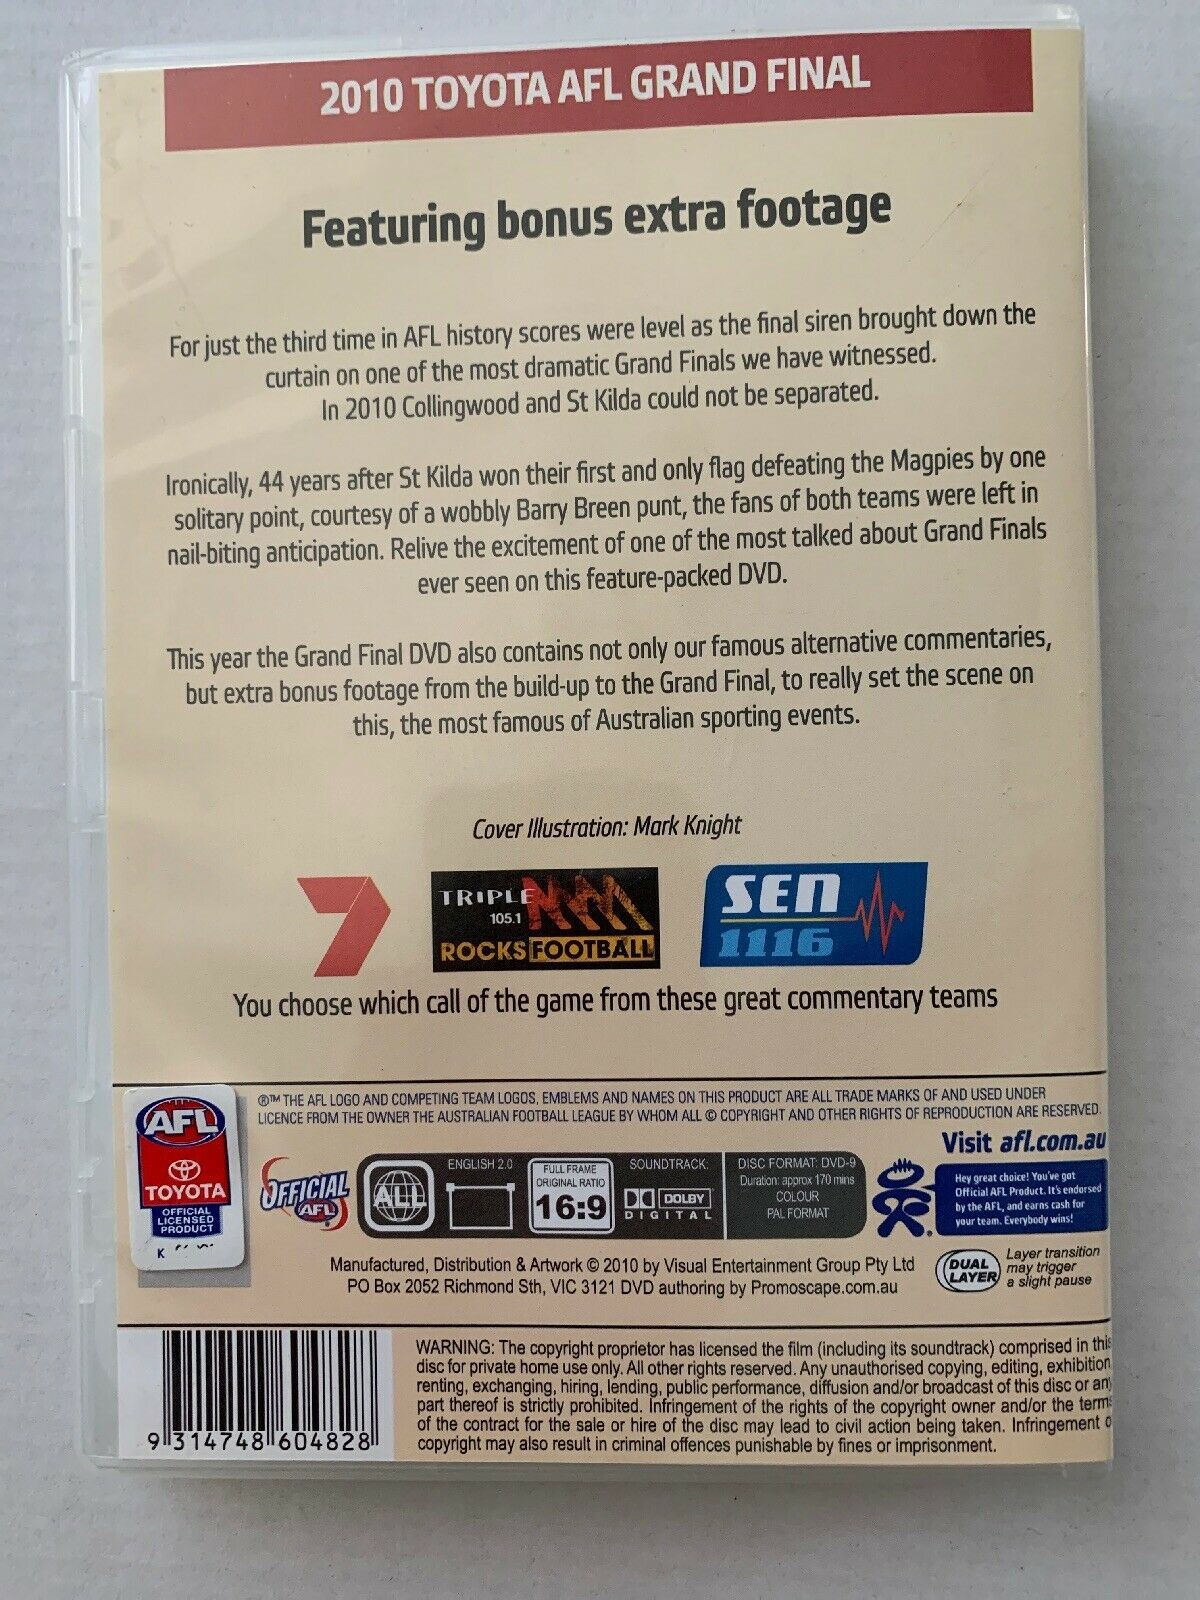 2010 TOYOTA AFL GRAND FINAL
Featuring bonus extra footage
For just the third time in AFL history scores were level as the final siren brought down the
curtain on one of the most dramatic Grand Finals we have witnessed.
In 2010 Collingwood and St Kilda could not be separated.
Ironically, 44 years after St Kilda won their first and only flag defeating the Magpies by one
solitary point, courtesy of a wobbly Barry Breen punt, the fans of both teams were left in
nail-biting anticipation. Relive the excitement of one of the most talked about Grand Finals
ever seen on this feature-packed DVD.
This year the Grand Final DVD also contains not only our famous alternative commentaries,
but extra bonus footage from the build-up to the Grand Final, to really set the scene on
this, the most famous of Australian sporting events.
Cover Illustration: Mark Knight
7
TRIPLE MMM
105.1
ROCKS FOOTBALL
SEN
1116
You choose which call of the game from these great commentary teams
®™ THE AFL LOGO AND COMPETING TEAM LOGOS, EMBLEMS AND NAMES ON THIS PRODUCT ARE ALL TRADE MARKS OF AND USED UNDER
LICENCE FROM THE OWNER THE AUSTRALIAN FOOTBALL LEAGUE BY WHOM ALL © COPYRIGHT AND OTHER RIGHTS OF REPRODUCTION ARE RESERVED.
Visit afl.com.au
AFL
TOYOTA
OFFICIAL
LICENSED
PRODUCT
K
OFFICIAL
AFL
ALL
ENGLISH 2.0
FULL FRAME
ORIGINAL RATIO
16:9
SOUNDTRACK:
DOLBY
DIGITAL
DISC FORMAT: DVD-9
Duration: approx 170 mins
COLOUR
PAL FORMAT
Hey great choice! You've got
Official AFL Product. It's endorsed
by the AFL, and earns cash for
your team. Everybody wins!
Manufactured, Distribution & Artwork © 2010 by Visual Entertainment Group Pty Ltd
PO Box 2052 Richmond Sth, VIC 3121 DVD authoring by Promoscape.com.au
DUAL
LAYER
Layer transition
may trigger
a slight pause
9 314748 604828
WARNING: The copyright proprietor has licensed the film (including its soundtrack) comprised in this
disc for private home use only. All other rights reserved. Any unauthorised copying, editing, exhibition
renting, exchanging, hiring, lending, public performance, diffusion and/or broadcast of this disc or any
part thereof is strictly prohibited. Infringement of the rights of the copyright owner and/or the terms
of the contract for the sale or hire of the disc may lead to civil action being taken. Infringement o
copyright may also result in criminal offences punishable by fines or imprisonment.